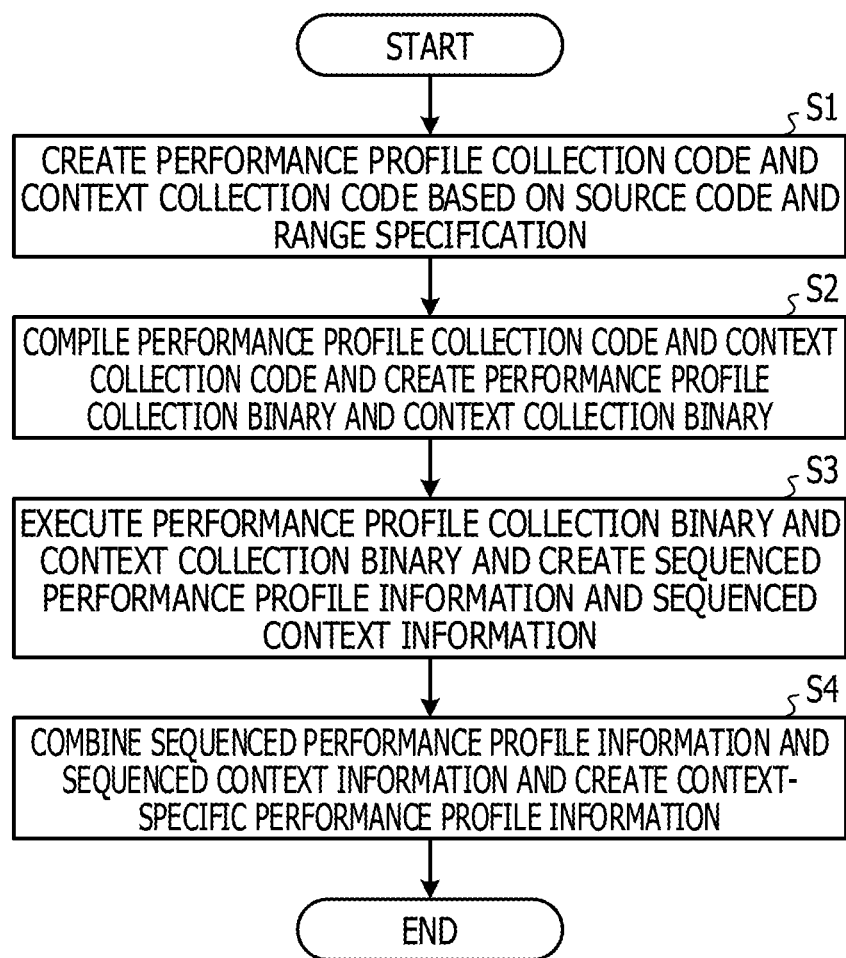 START
S1
CREATE PERFORMANCE PROFILE COLLECTION CODE AND
CONTEXT COLLECTION CODE BASED ON SOURCE CODE AND
RANGE SPECIFICATION
S2
COMPILE PERFORMANCE PROFILE COLLECTION CODE AND CONTEXT
COLLECTION CODE AND CREATE PERFORMANCE PROFILE
COLLECTION BINARY AND CONTEXT COLLECTION BINARY
S3
EXECUTE PERFORMANCE PROFILE COLLECTION BINARY AND
CONTEXT COLLECTION BINARY AND CREATE SEQUENCED
PERFORMANCE PROFILE INFORMATION AND SEQUENCED
CONTEXT INFORMATION
S4
COMBINE SEQUENCED PERFORMANCE PROFILE INFORMATION AND
SEQUENCED CONTEXT INFORMATION AND CREATE CONTEXT-
SPECIFIC PERFORMANCE PROFILE INFORMATION
END